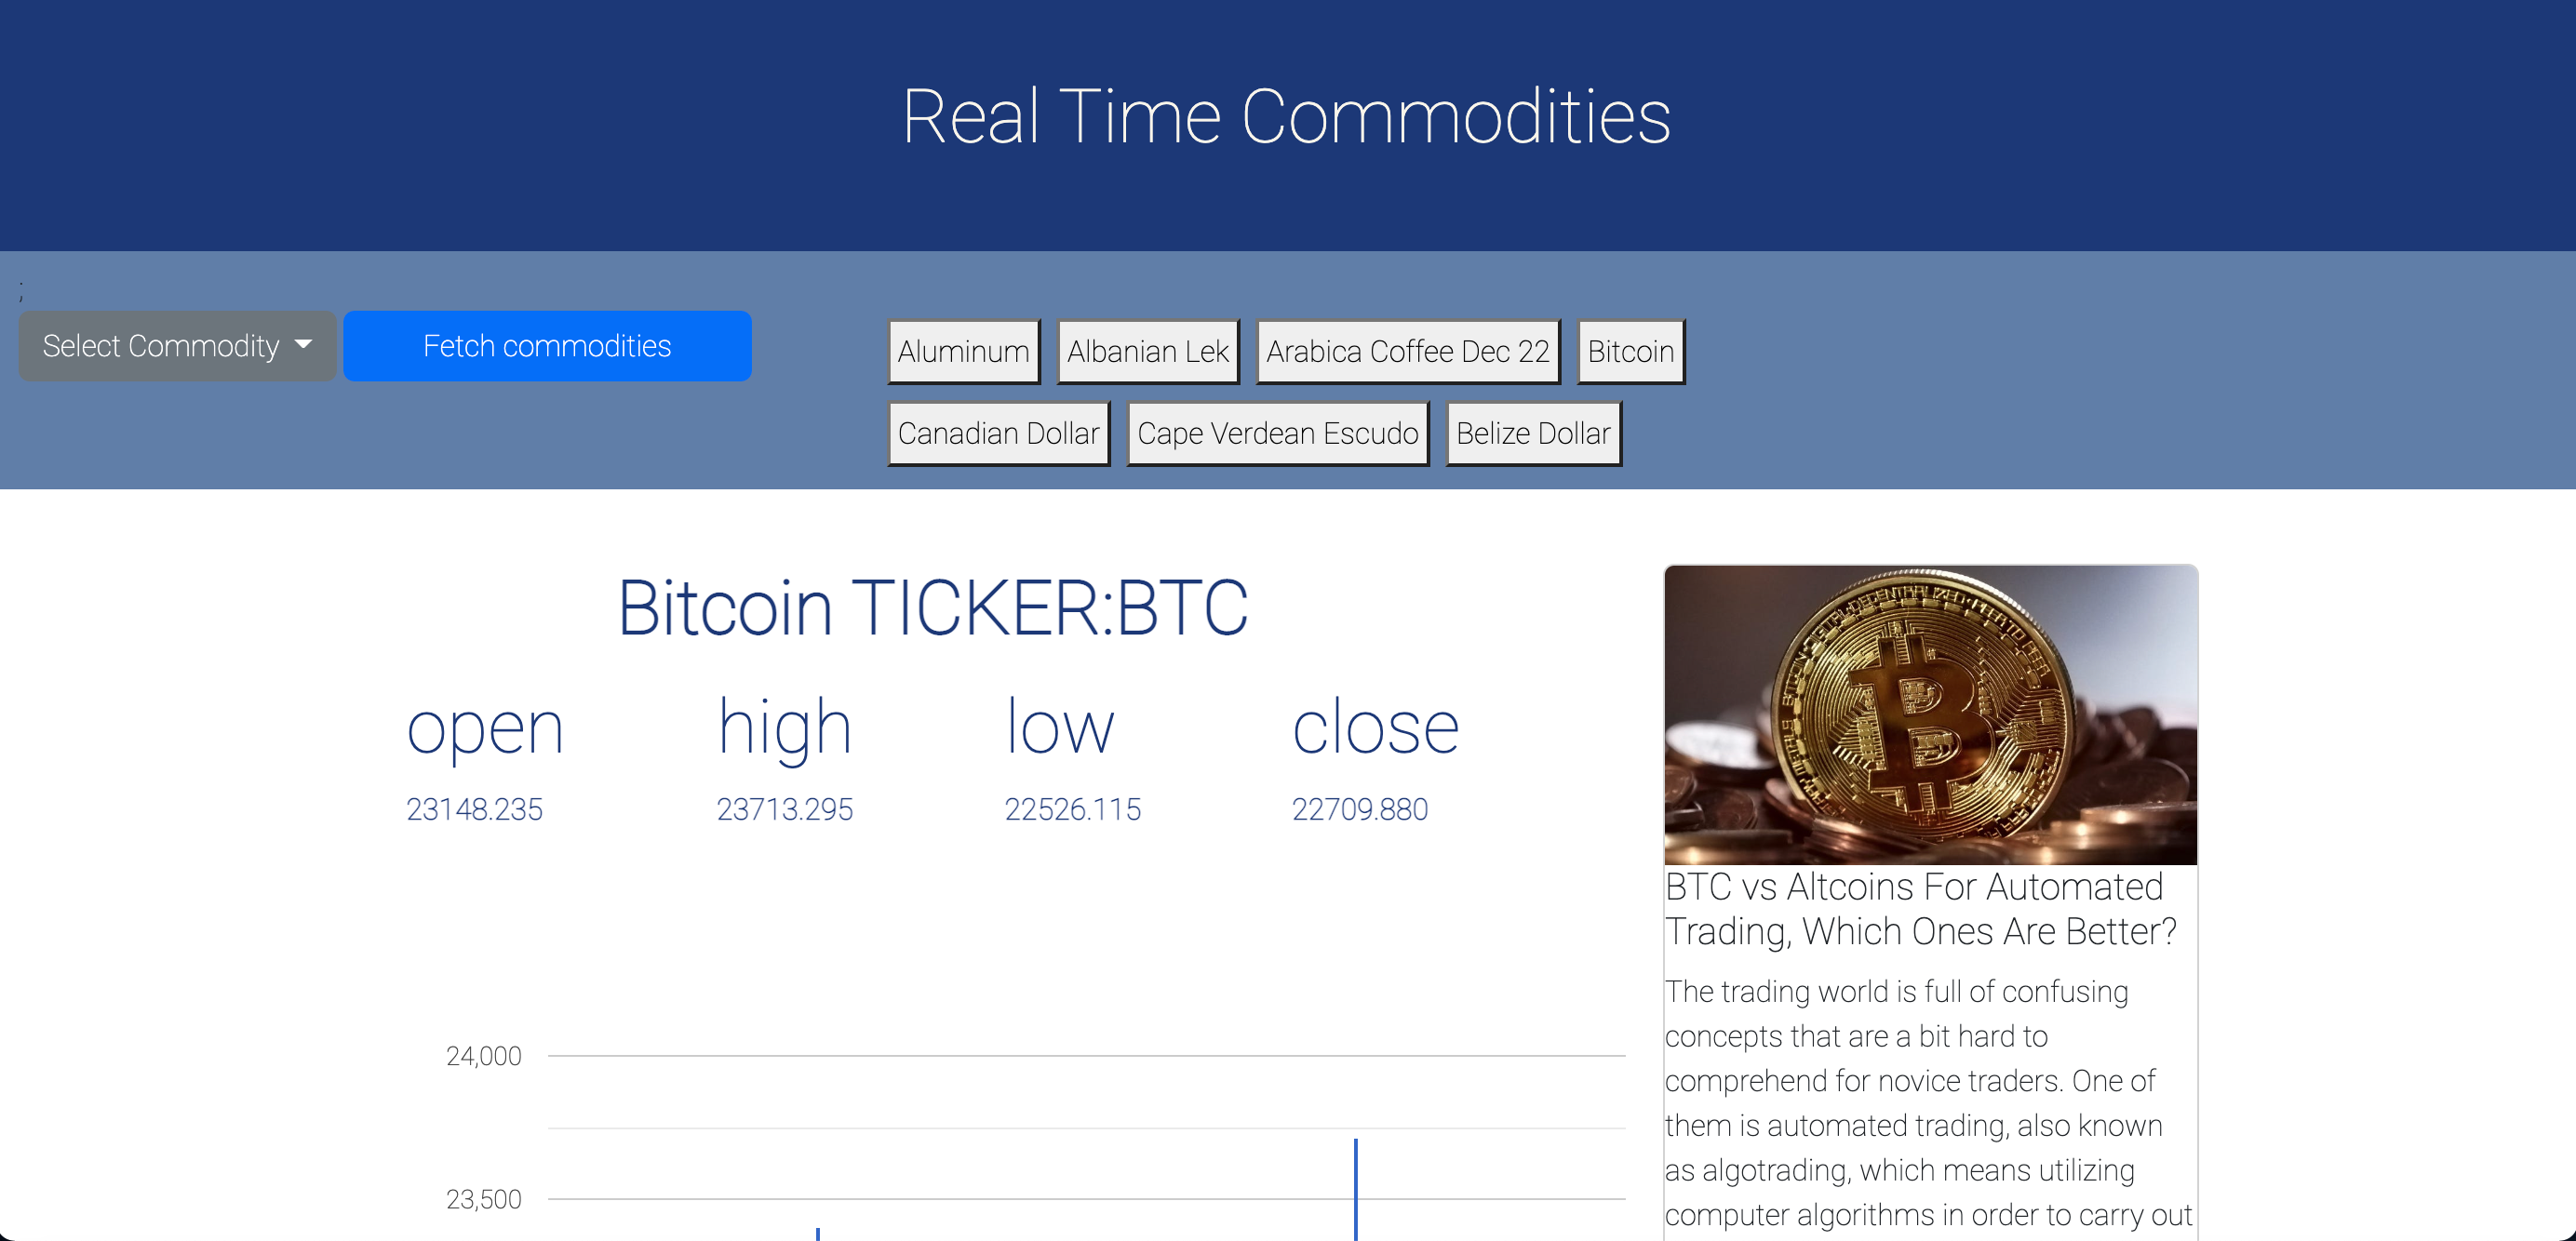 Real Time Commodities
;
Select Commodity
Fetch commodities
Aluminum
Albanian Lek
Arabica Coffee Dec 22
Bitcoin
Canadian Dollar
Cape Verdean Escudo
Belize Dollar
Bitcoin TICKER:BTC
open
high
low
close
23148.235
23713.295
22526.115
22709.880
24,000
23,500
BTC vs Altcoins For Automated
Trading, Which Ones Are Better?
The trading world is full of confusing
concepts that are a bit hard to
comprehend for novice traders. One of
them is automated trading, also known
as algotrading, which means utilizing
computer algorithms in order to carry out